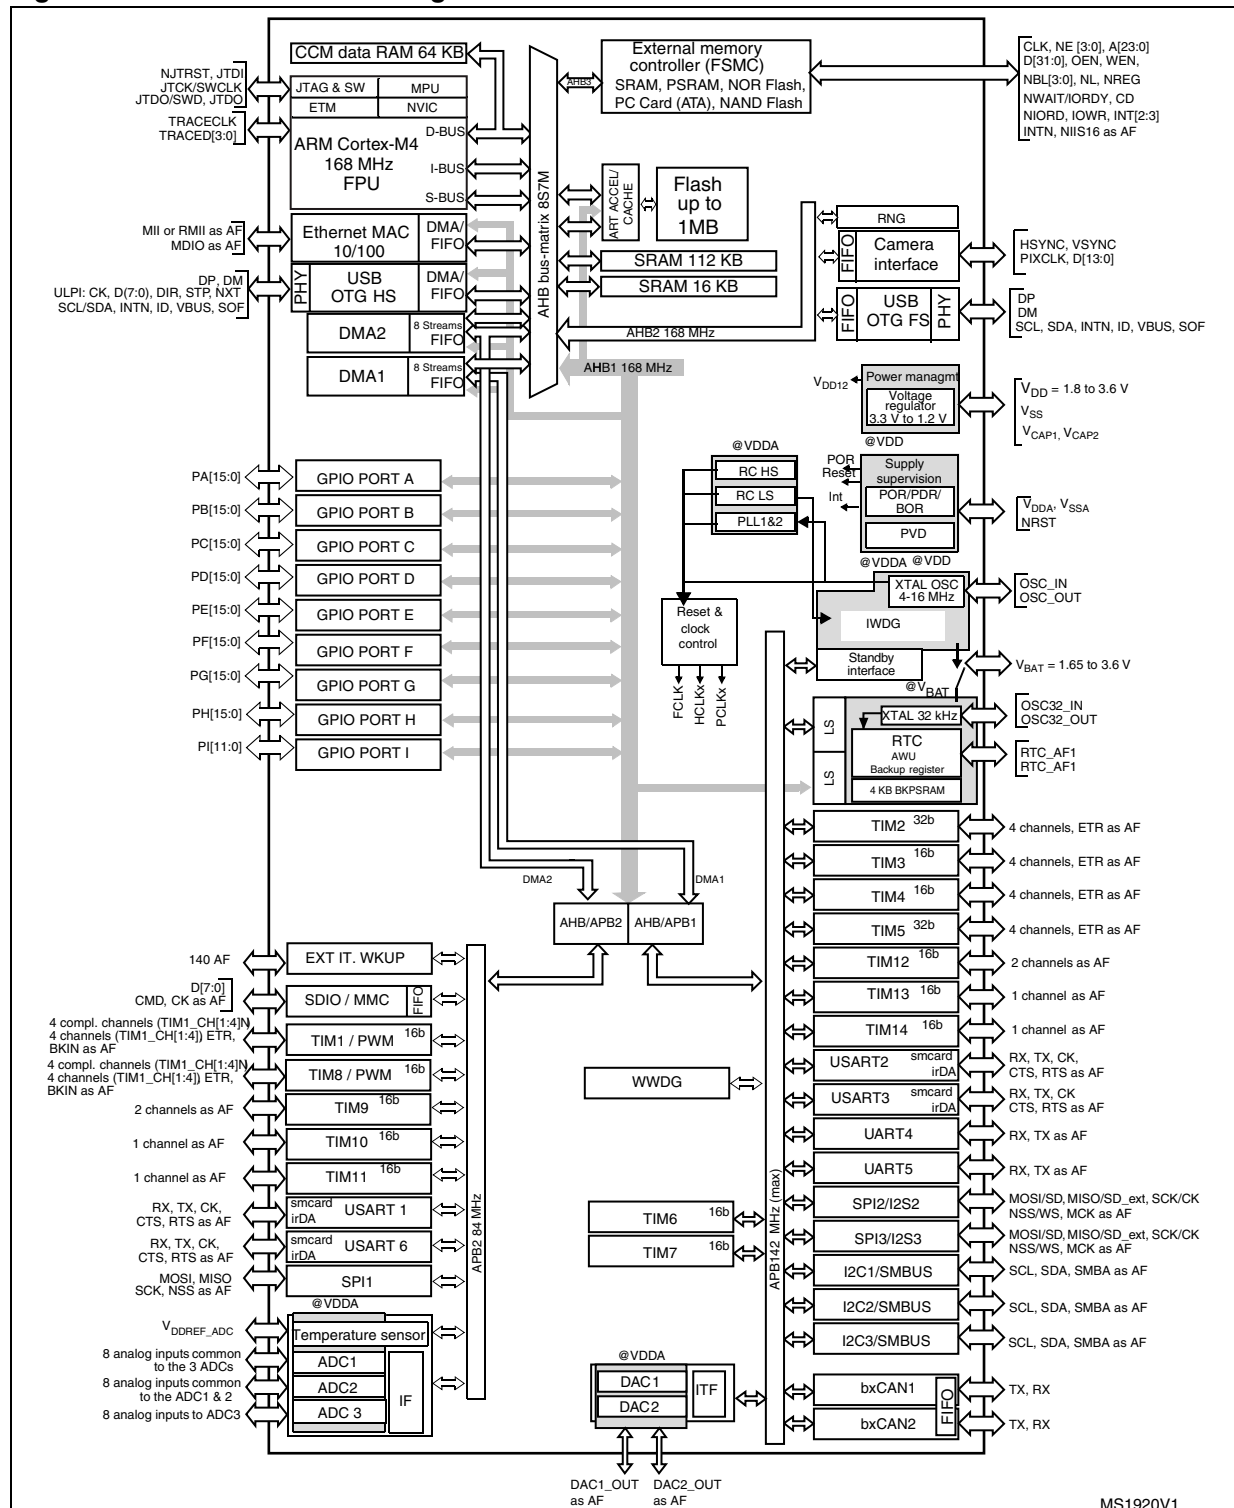 CCM data RAM 64 KB
External memory
controller (FSMC)
SRAM, PSRAM, NOR Flash,
PC Card (ATA), NAND Flash
AHB3
CLK, NE [3:0], A[23:0]
D[31:0], OEN, WEN,
NBL[3:0], NL, NREG
NWAIT/IORDY, CD
NIORD, IOWR, INT[2:3]
INTN, NIIS16 as AF
NJTRST, JTDI
JTCK/SWCLK
JTDO/SWD, JTDO
TRACECLK
TRACED[3:0]
JTAG & SW
MPU
ETM
NVIC
ARM Cortex-M4
168 MHz
FPU
D-BUS
I-BUS
S-BUS
AHB bus-matrix 8S7M
ART ACCEL/
CACHE
Flash
up to
1MB
SRAM 112 KB
SRAM 16 KB
MII or RMII as AF
MDIO as AF
Ethernet MAC
10/100
DMA/
FIFO
DP, DM
ULPI: CK, D(7:0), DIR, STP, NXT
SCL/SDA, INTN, ID, VBUS, SOF
PHY
USB
OTG HS
DMA/
FIFO
DMA2
8 Streams
FIFO
DMA1
8 Streams
FIFO
AHB2 168 MHz
AHB1 168 MHz
RNG
FIFO
Camera
interface
HSYNC, VSYNC
PIXCLK, D[13:0]
FIFO
USB
OTG FS
PHY
DP
DM
SCL, SDA, INTN, ID, VBUS, SOF
VDD12
Power managmt
Voltage
regulator
3.3 V to 1.2 V
@VDD
VDD = 1.8 to 3.6 V
VSS
VCAP1, VCAP2
@VDDA
RC HS
RC LS
PLL1&2
POR
Reset
Int
Supply
supervision
POR/PDR/
BOR
PVD
VDDA, VSSA
NRST
@VDDA @VDD
XTAL OSC
4-16 MHz
OSC_IN
OSC_OUT
IWDG
Standby
interface
VBAT = 1.65 to 3.6 V
@VBAT
Reset &
clock
control
FCLK
HCLKx
PCLKx
LS
LS
XTAL 32 kHz
OSC32_IN
OSC32_OUT
RTC
AWU
Backup register
4 KB BKPSRAM
RTC_AF1
RTC_AF1
PA[15:0]
GPIO PORT A
PB[15:0]
GPIO PORT B
PC[15:0]
GPIO PORT C
PD[15:0]
GPIO PORT D
PE[15:0]
GPIO PORT E
PF[15:0]
GPIO PORT F
PG[15:0]
GPIO PORT G
PH[15:0]
GPIO PORT H
PI[11:0]
GPIO PORT I
DMA2
DMA1
AHB/APB2
AHB/APB1
TIM2 32b
4 channels, ETR as AF
TIM3 16b
4 channels, ETR as AF
TIM4 16b
4 channels, ETR as AF
TIM5 32b
4 channels, ETR as AF
TIM12 16b
2 channels as AF
TIM13 16b
1 channel as AF
TIM14 16b
1 channel as AF
USART2 smcard
irDA
RX, TX, CK,
CTS, RTS as AF
USART3 smcard
irDA
RX, TX, CK
CTS, RTS as AF
UART4
RX, TX as AF
UART5
RX, TX as AF
SPI2/I2S2
MOSI/SD, MISO/SD_ext, SCK/CK
NSS/WS, MCK as AF
SPI3/I2S3
MOSI/SD, MISO/SD_ext, SCK/CK
NSS/WS, MCK as AF
I2C1/SMBUS
SCL, SDA, SMBA as AF
I2C2/SMBUS
SCL, SDA, SMBA as AF
I2C3/SMBUS
SCL, SDA, SMBA as AF
bxCAN1
TX, RX
bxCAN2
TX, RX
FIFO
APB142 MHz (max)
WWDG
TIM6 16b
TIM7 16b
@VDDA
DAC1
DAC2
ITF
DAC1_OUT
as AF
DAC2_OUT
as AF
140 AF
EXT IT. WKUP
D[7:0]
CMD, CK as AF
SDIO / MMC
FIFO
4 compl. channels (TIM1_CH[1:4]N
4 channels (TIM1_CH[1:4]) ETR,
BKIN as AF
TIM1 / PWM 16b
4 compl. channels (TIM1_CH[1:4]N
4 channels (TIM1_CH[1:4]) ETR,
BKIN as AF
TIM8 / PWM 16b
2 channels as AF
TIM9 16b
1 channel as AF
TIM10 16b
1 channel as AF
TIM11 16b
RX, TX, CK,
CTS, RTS as AF
smcard
irDA USART 1
RX, TX, CK,
CTS, RTS as AF
smcard
irDA USART 6
MOSI, MISO
SCK, NSS as AF
SPI1
APB2 84 MHz
@VDDA
VDDREF_ADC
Temperature sensor
8 analog inputs common
to the 3 ADCs
ADC1
8 analog inputs common
to the ADC1 & 2
ADC2
8 analog inputs to ADC3
ADC 3
IF
MS1920V1